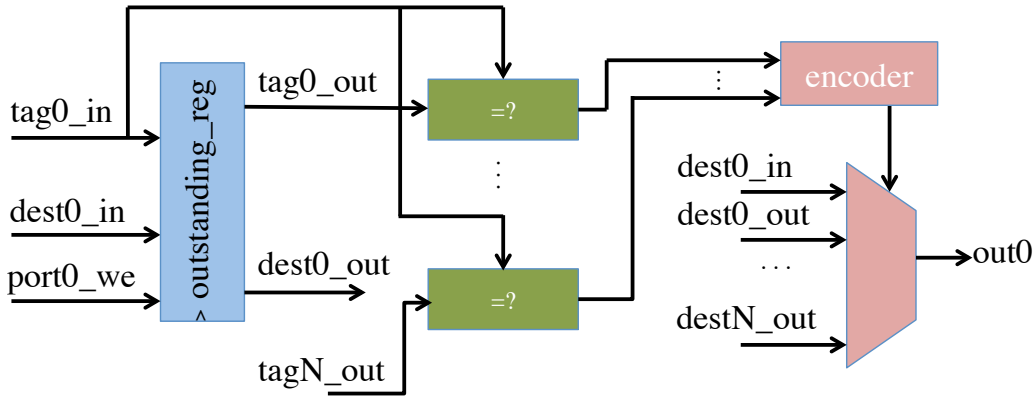 tag0_in
dest0_in
port0_we
> outstanding_reg
tag0_out
dest0_out
tagN_out
=?
...
=?
...
encoder
dest0_in
dest0_out
...
destN_out
out0